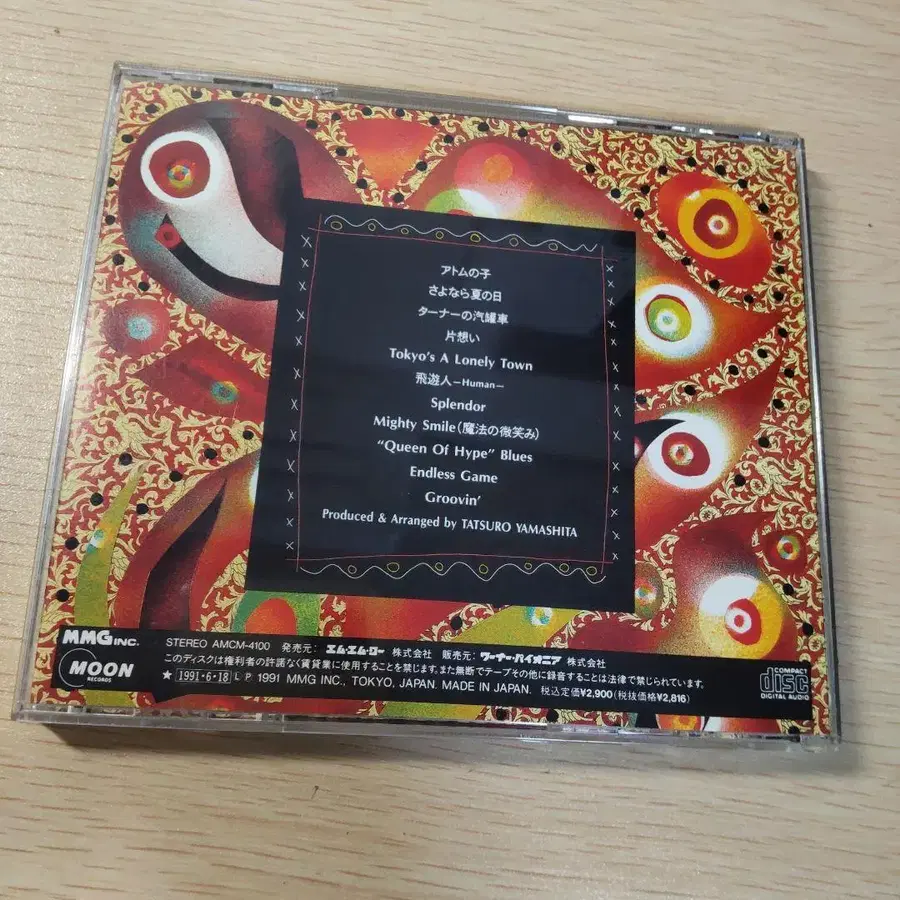 アトムの子
さよなら夏の日
ターナーの汽罐車
片想い
Tokyo's A Lonely Town
飛遊人 —Human—
Splendor
Mighty Smile(魔法の微笑み)
"Queen Of Hype" Blues
Endless Game
Groovin'
Produced & Arranged by TATSURO YAMASHITA
MMG INC.
MOON
RECORDS
STEREO AMCM-4100 発売元: エム・エム・ジー 株式会社 販売元: ワーナー・パイオニア 株式会社
このディスクは権利者の許諾なく賃貸業に使用することを禁じます。また無断でテープその他に録音することは法律で禁じられています。
★ 1991・6・18 L P 1991 MMG INC., TOKYO, JAPAN. MADE IN JAPAN. 税込定価¥2,900(税抜価格¥2,816)
COMPACT
disc
DIGITAL AUDIO